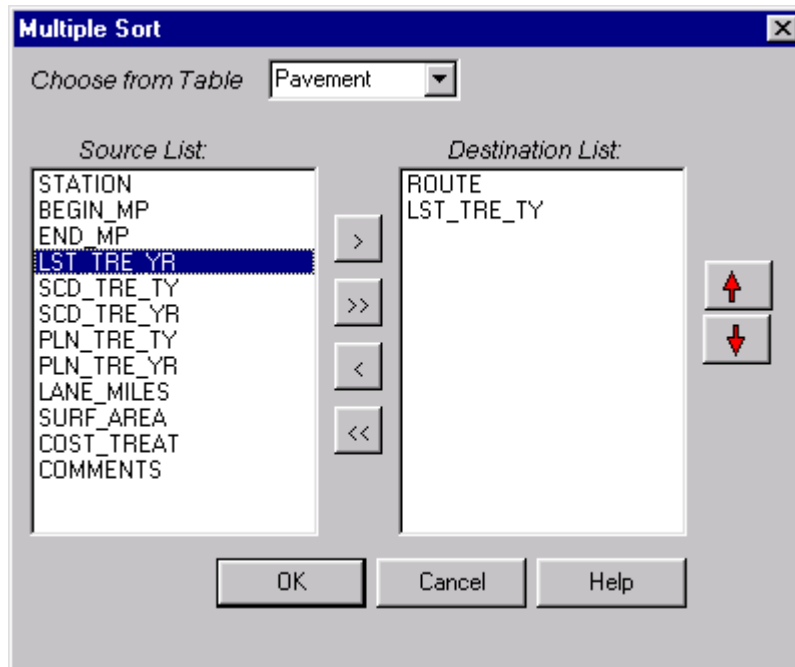 Multiple Sort
Choose from Table Pavement
Source List:
STATION
BEGIN_MP
END_MP
LST_TRE_YR
SCD_TRE_TY
SCD_TRE_YR
PLN_TRE_TY
PLN_TRE_YR
LANE_MILES
SURF_AREA
COST_TREAT
COMMENTS
>
>>
<
<<
Destination List:
ROUTE
LST_TRE_TY
OK Cancel Help